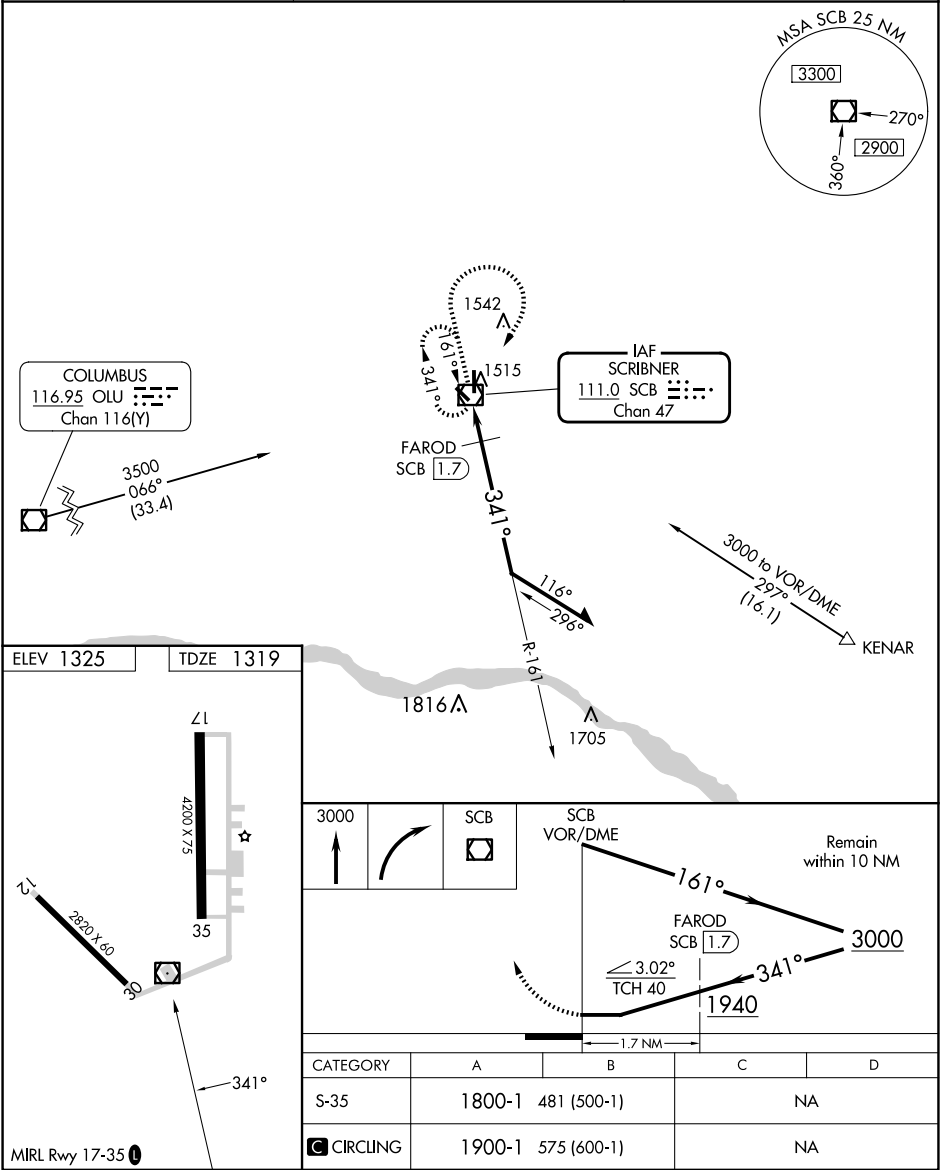 MSA SCB 25 NM
3300
270°
2900
360°
1542
161°
341°
1515
IAF
SCRIBNER
111.0 SCB
Chan 47
COLUMBUS
116.95 OLU
Chan 116(Y)
FAROD
SCB 1.7
3500
066°
(33.4)
341°
3000 to VOR/DME
297°
(16.1)
KENAR
116°
296°
R-161
1816
1705
ELEV 1325
TDZE 1319
17
4200 X 75
35
12
2820 X 60
30
341°
MIRL Rwy 17-35 L
3000
SCB
SCB
VOR/DME
Remain
within 10 NM
161°
FAROD
SCB 1.7
3000
3.02°
TCH 40
341°
1940
1.7 NM
CATEGORY A B C D
S-35 1800-1 481 (500-1) NA
C CIRCLING 1900-1 575 (600-1) NA